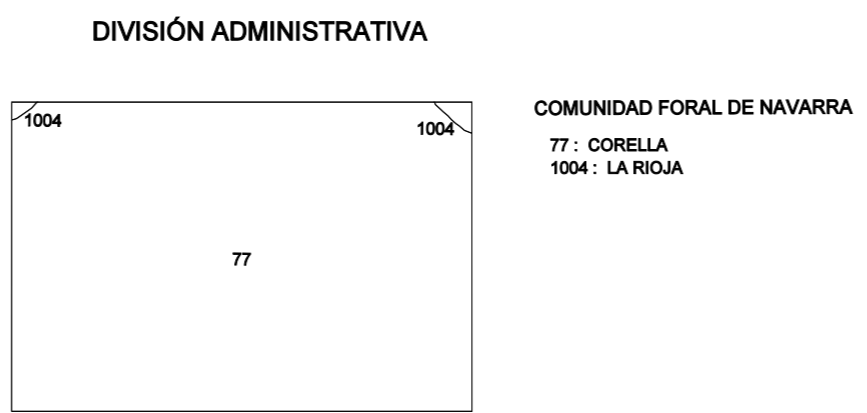 DIVISIÓN ADMINISTRATIVA
1004
1004
77
COMUNIDAD FORAL DE NAVARRA
77 : CORELLA
1004 : LA RIOJA